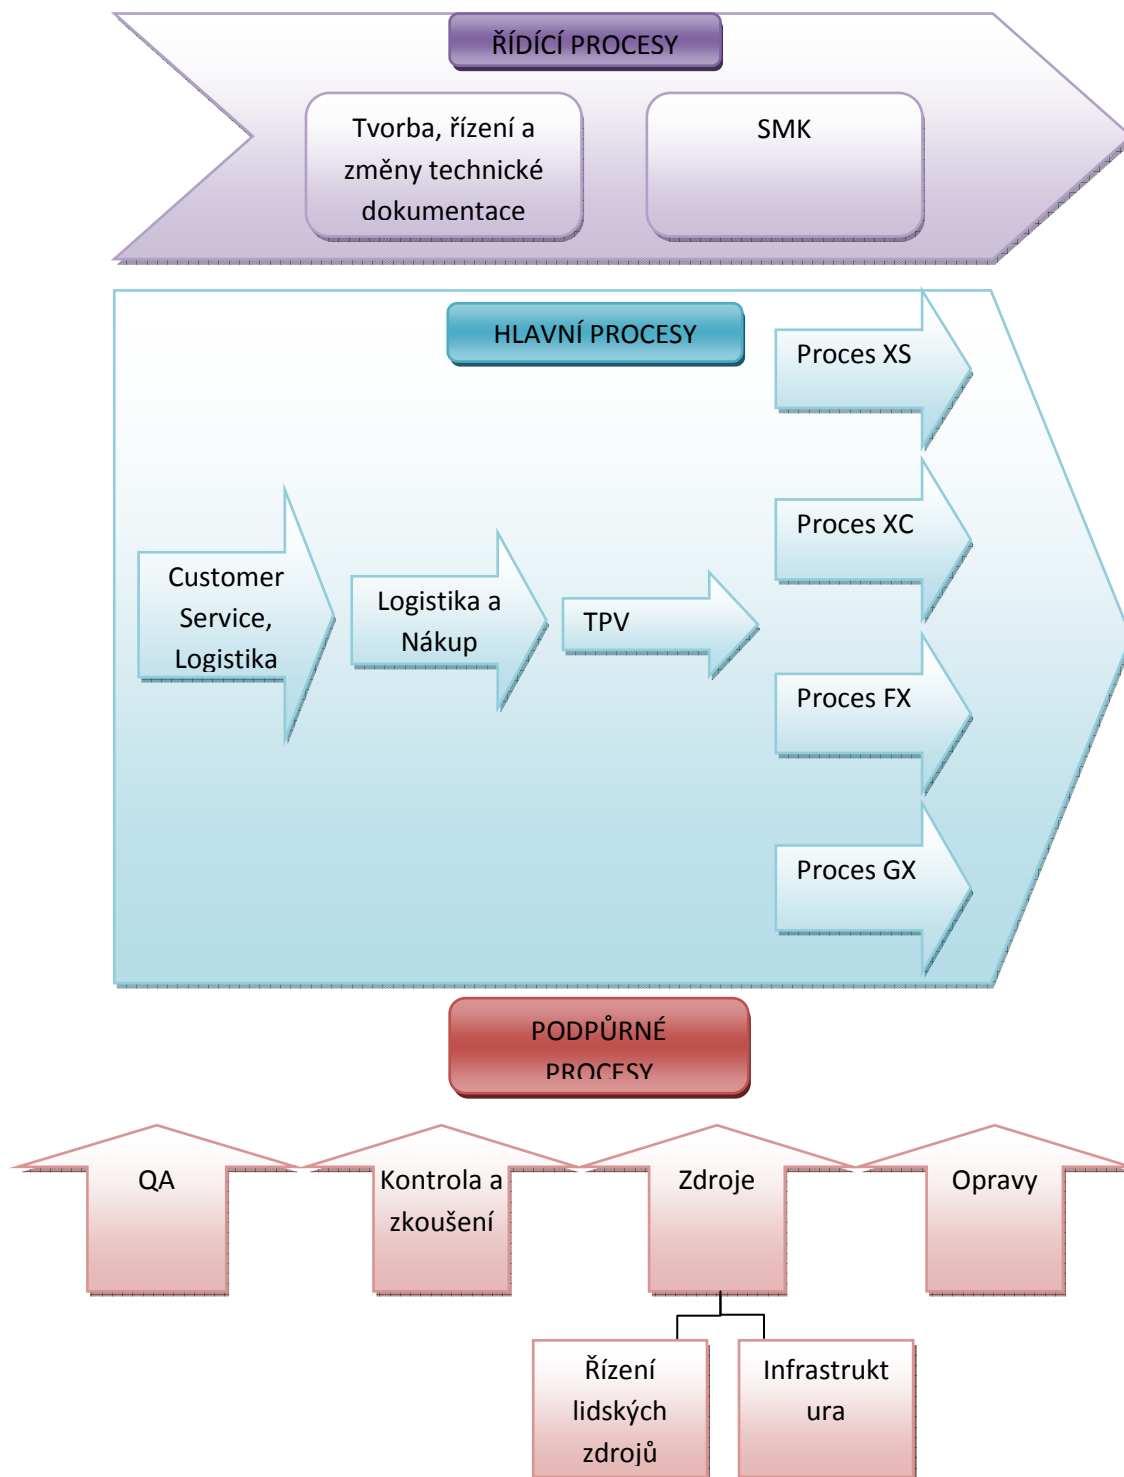 ŘÍDÍCÍ PROCESY
Tvorba, řízení a
změny technické
dokumentace
SMK
HLAVNÍ PROCESY
Proces XS
Proces XC
Customer
Service,
Logistika
Logistika a
Nákup
TPV
Proces FX
Proces GX
PODPŮRNÉ
PROCESY
QA
Kontrola a
zkoušení
Zdroje
Opravy
Řízení
lidských
zdrojů
Infrastrukt
ura